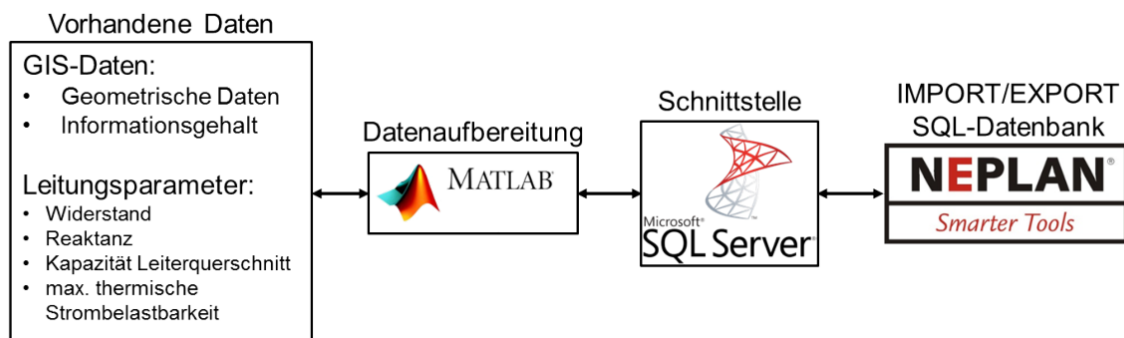 Vorhandene Daten
GIS-Daten:
• Geometrische Daten
• Informationsgehalt
Leitungsparameter:
• Widerstand
• Reaktanz
• Kapazität Leiterquerschnitt
• max. thermische
Strombelastbarkeit
Datenaufbereitung
MATLAB
Schnittstelle
Microsoft®
SQL Server®
IMPORT/EXPORT
SQL-Datenbank
NEPLAN®
Smarter Tools